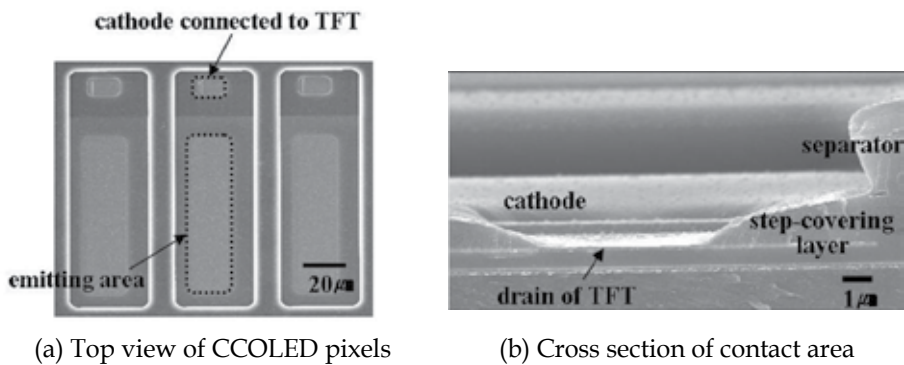 cathode connected to TFT
emitting area
20㎛
separator
cathode
step-covering
layer
drain of TFT
1㎛
(a) Top view of CCOLED pixels
(b) Cross section of contact area